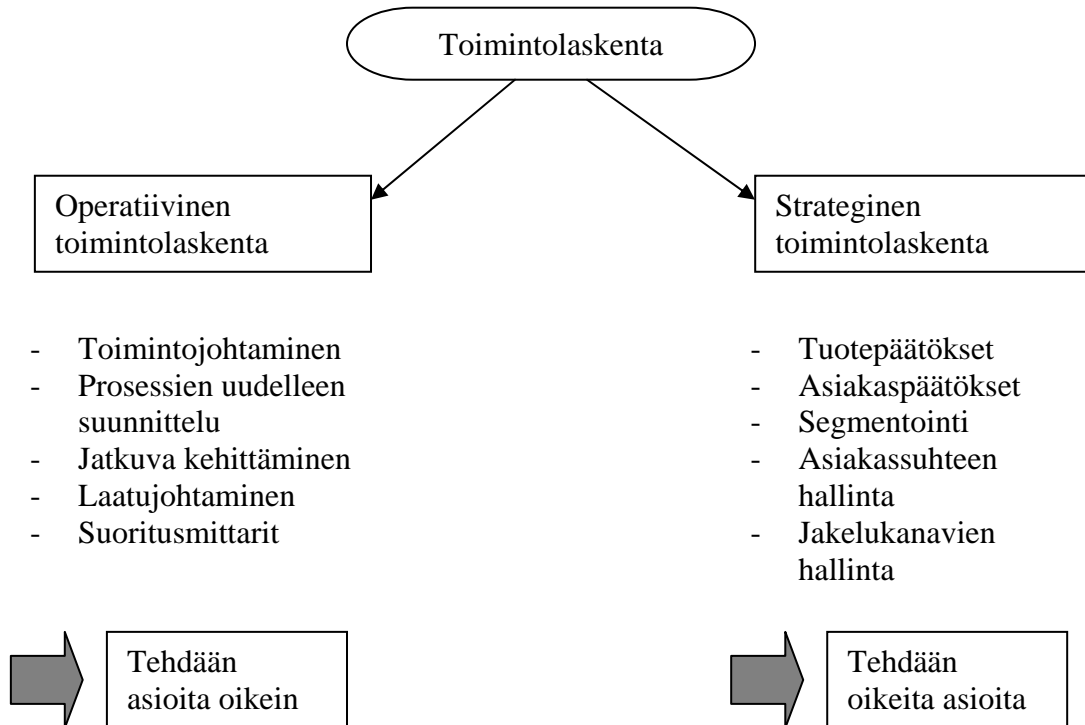 Toimintolaskenta
Operatiivinen
toimintolaskenta
- Toimintojohtaminen
- Prosessien uudelleen
suunnittelu
- Jatkuva kehittäminen
- Laatujohtaminen
- Suoritusmittarit
Tehdään
asioita oikein
Strateginen
toimintolaskenta
- Tuotepäätökset
- Asiakaspäätökset
- Segmentointi
- Asiakassuhteen
hallinta
- Jakelukanavien
hallinta
Tehdään
oikeita asioita